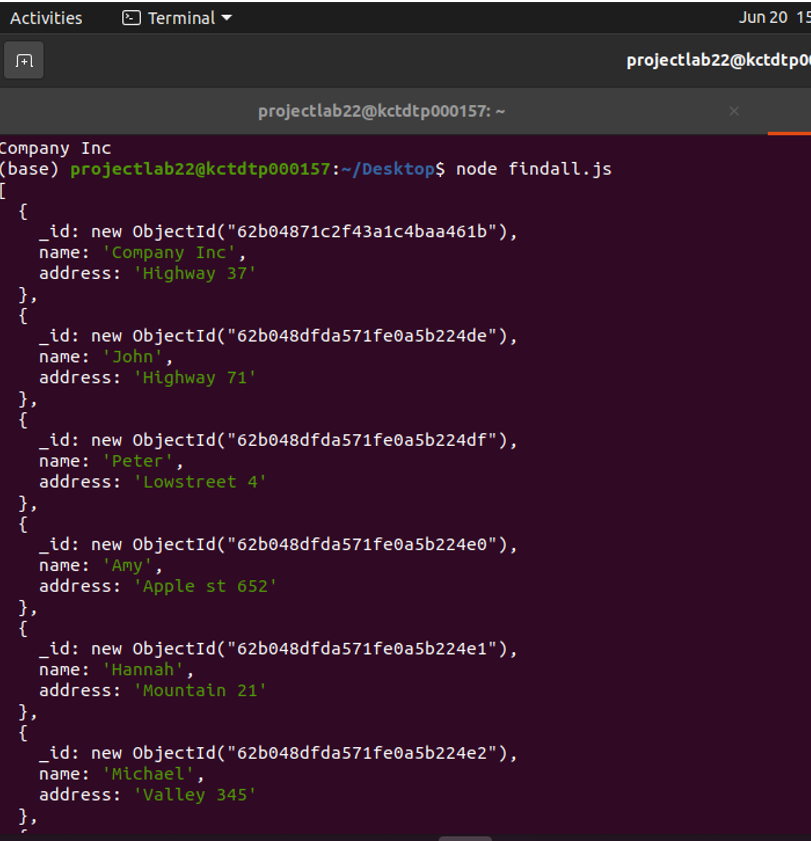 Activities Terminal Jun 20 15
projectlab22@kctdtp00
projectlab22@kctdtp000157: ~
Company Inc
(base) projectlab22@kctdtp000157:~/Desktop$ node findall.js
[
  {
    _id: new ObjectId("62b04871c2f43a1c4baa461b"),
    name: 'Company Inc',
    address: 'Highway 37'
  },
  {
    _id: new ObjectId("62b048dfda571fe0a5b224de"),
    name: 'John',
    address: 'Highway 71'
  },
  {
    _id: new ObjectId("62b048dfda571fe0a5b224df"),
    name: 'Peter',
    address: 'Lowstreet 4'
  },
  {
    _id: new ObjectId("62b048dfda571fe0a5b224e0"),
    name: 'Amy',
    address: 'Apple st 652'
  },
  {
    _id: new ObjectId("62b048dfda571fe0a5b224e1"),
    name: 'Hannah',
    address: 'Mountain 21'
  },
  {
    _id: new ObjectId("62b048dfda571fe0a5b224e2"),
    name: 'Michael',
    address: 'Valley 345'
  },
  {